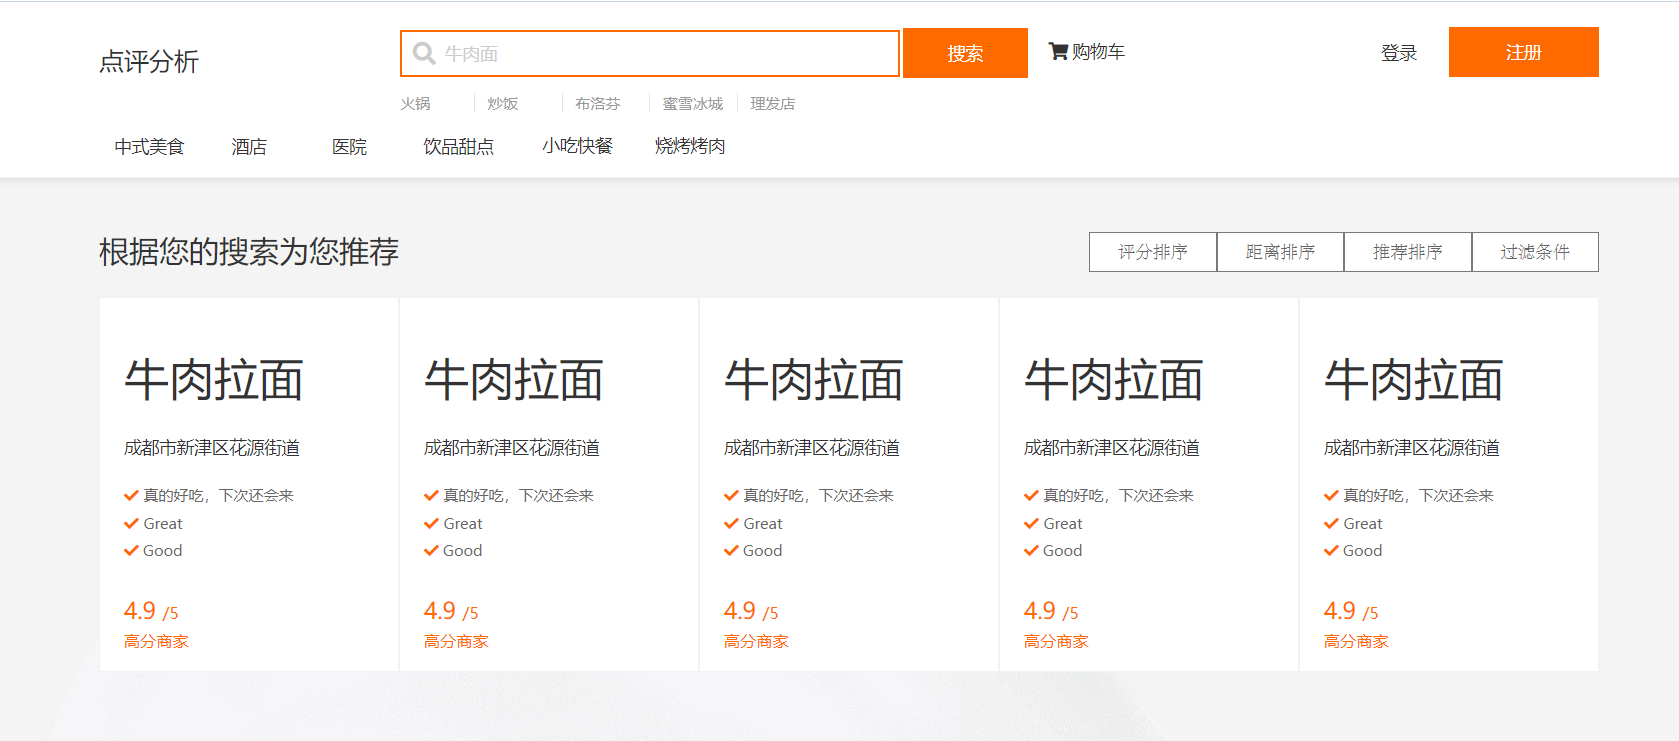 点评分析
牛肉面
搜索
购物车
登录
注册
火锅 炒饭 布洛芬 蜜雪冰城 理发店
中式美食 酒店 医院 饮品甜点 小吃快餐 烧烤烤肉
根据您的搜索为您推荐
评分排序 距离排序 推荐排序 过滤条件
牛肉拉面
成都市新津区花源街道
真的好吃，下次还会来
Great
Good
4.9 /5
高分商家
牛肉拉面
成都市新津区花源街道
真的好吃，下次还会来
Great
Good
4.9 /5
高分商家
牛肉拉面
成都市新津区花源街道
真的好吃，下次还会来
Great
Good
4.9 /5
高分商家
牛肉拉面
成都市新津区花源街道
真的好吃，下次还会来
Great
Good
4.9 /5
高分商家
牛肉拉面
成都市新津区花源街道
真的好吃，下次还会来
Great
Good
4.9 /5
高分商家